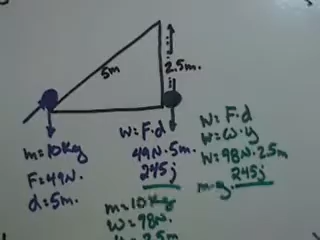 5m
2.5m.
m=10kg
F=49N.
d=5m.
W=F·d
49N·5m.
245j
m=10kg
W=98N.
W=F·d
W=w·y
W=98N·2.5m
245j
m·g.